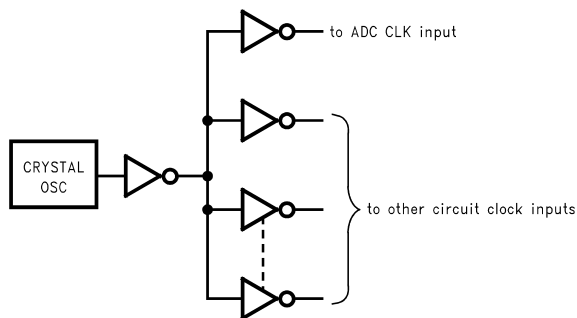 to ADC CLK input
CRYSTAL
OSC
to other circuit clock inputs